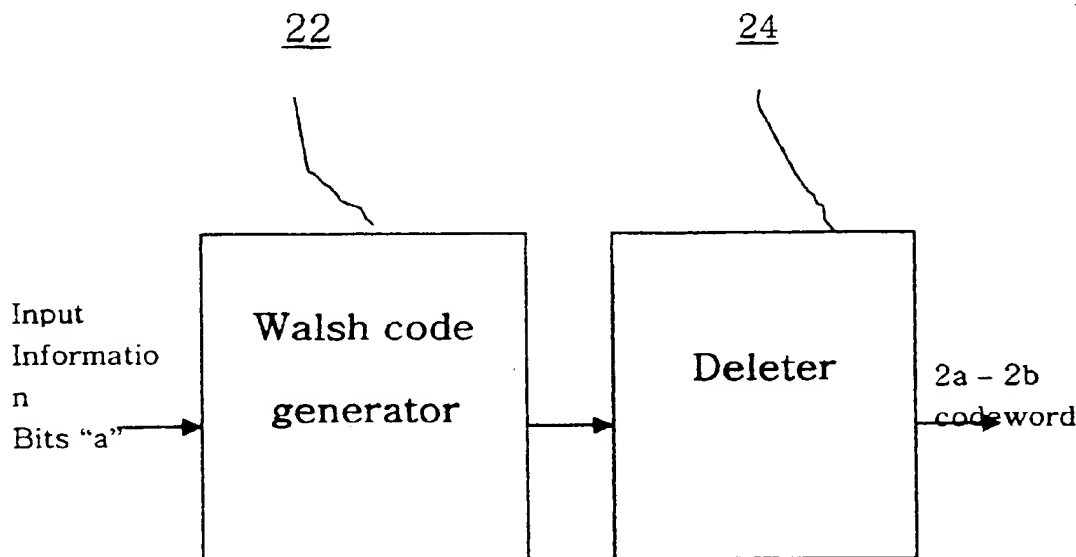 22
24
Input
Informatio
n
Bits "a"
Walsh code
generator
Deleter
2a – 2b
codeword